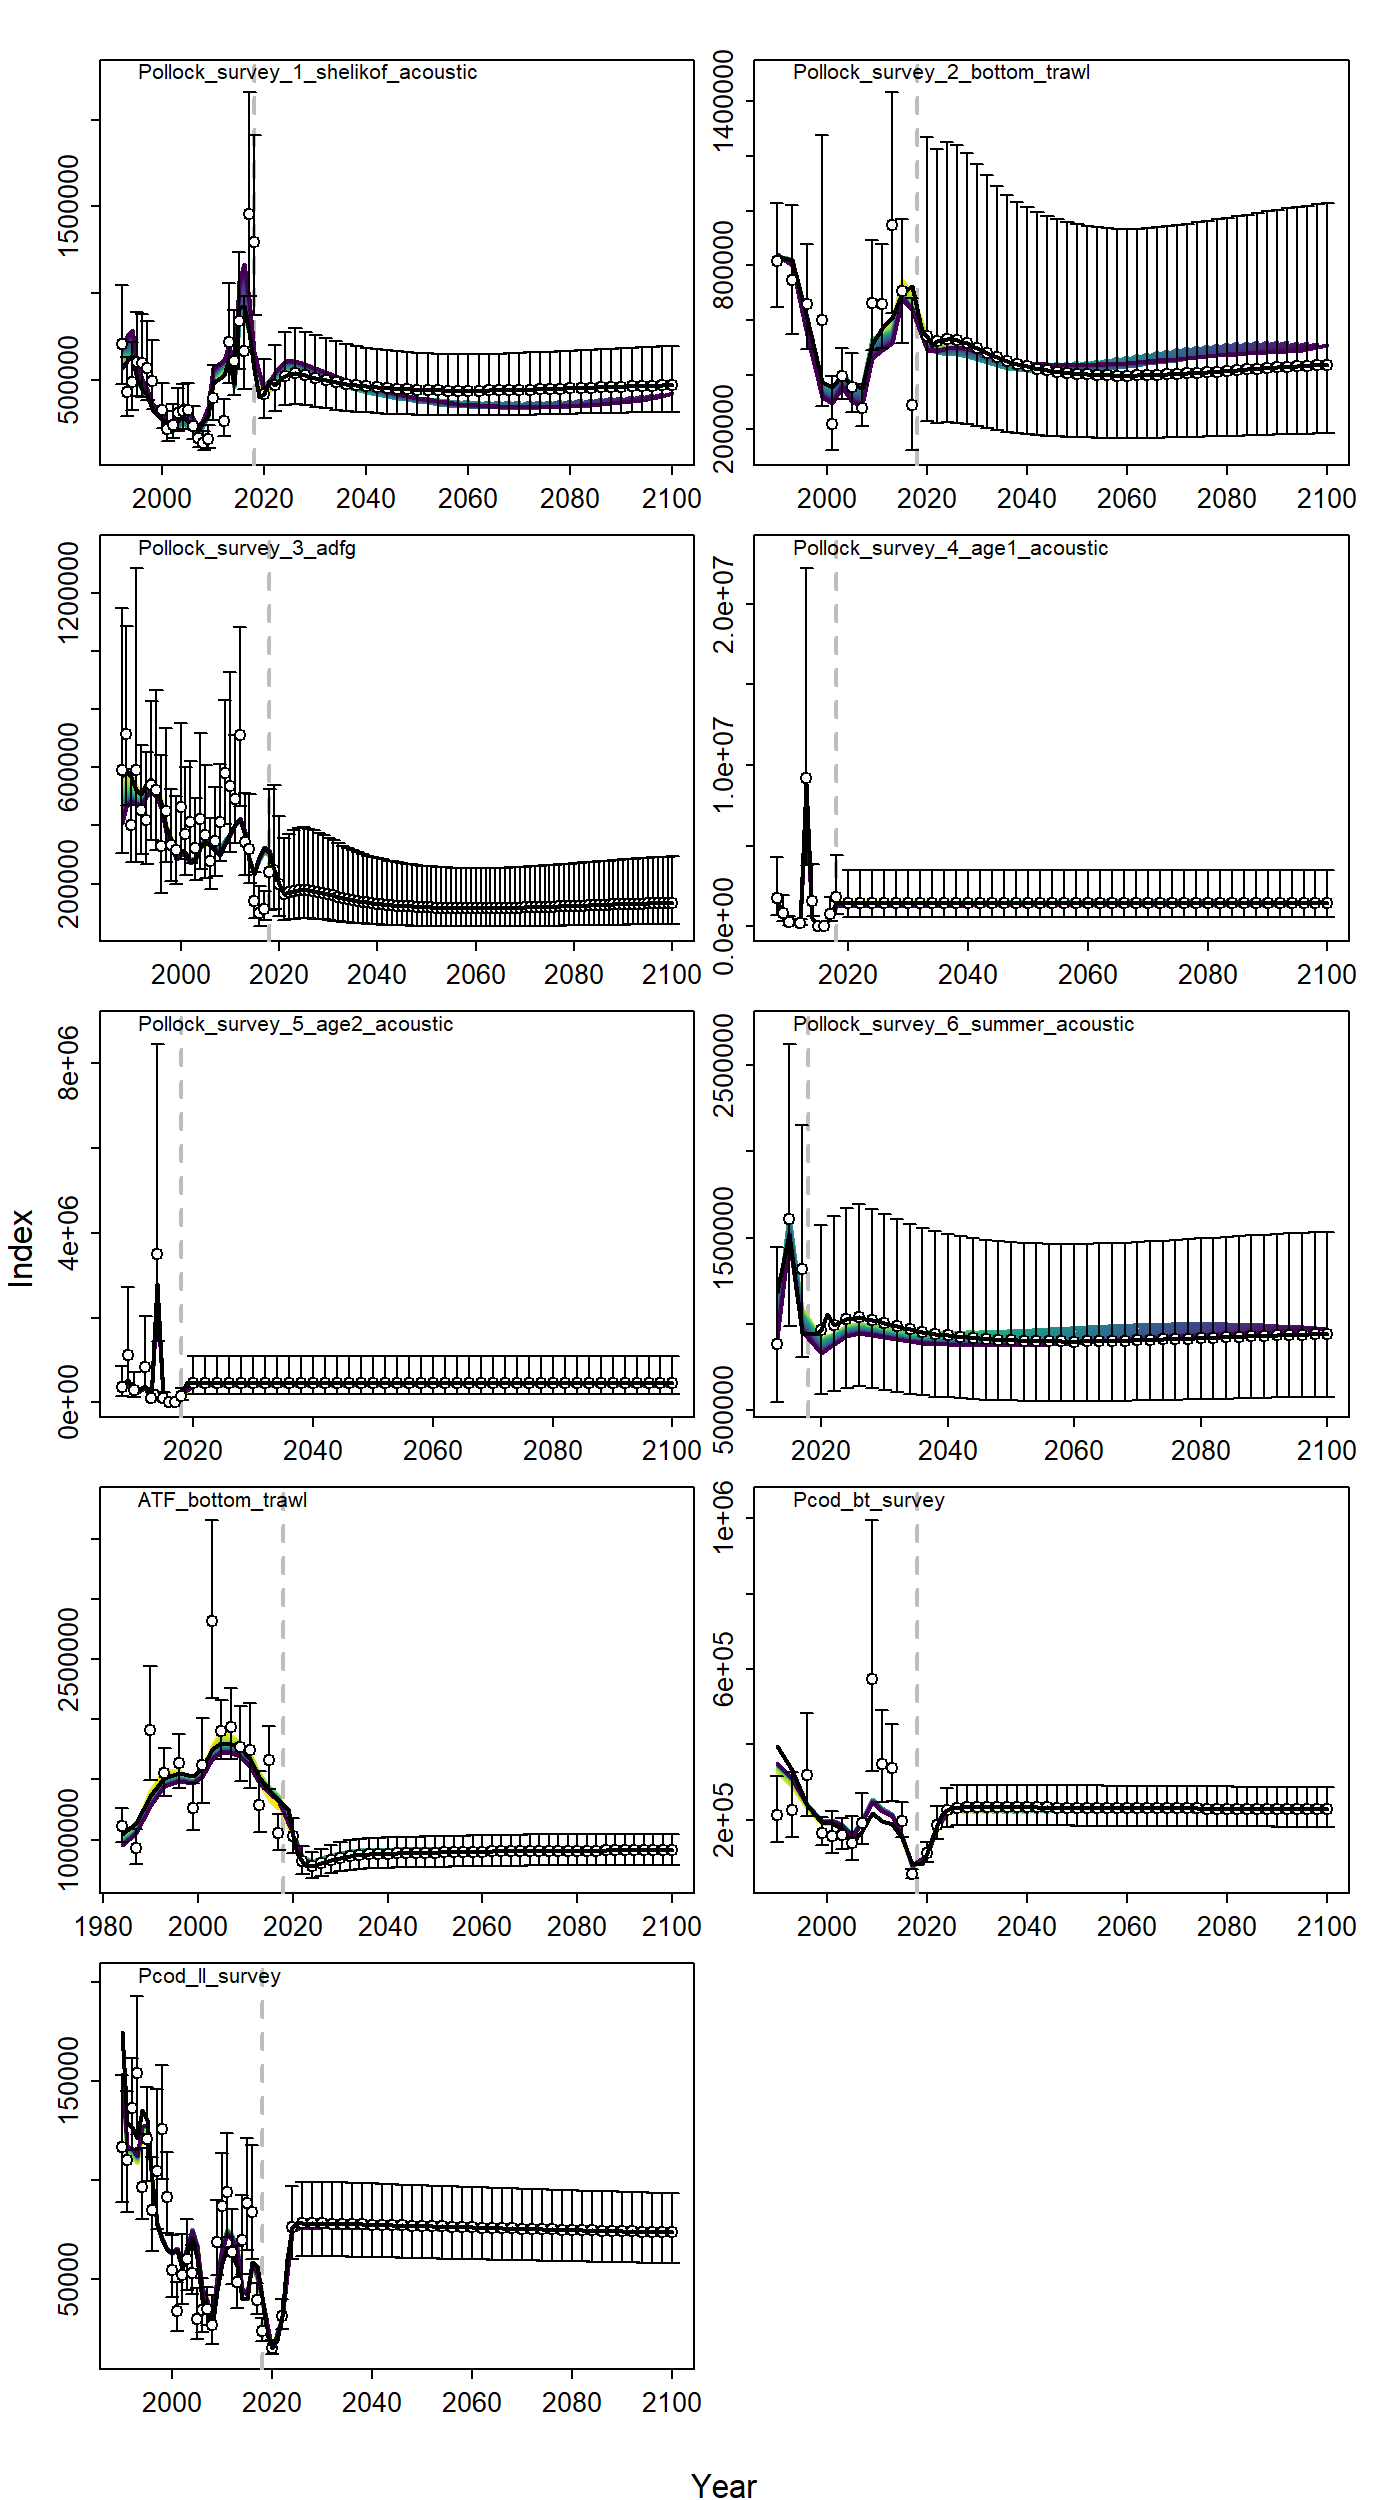 Pollock_survey_1_shelikof_acoustic
500000 1500000
2000 2020 2040 2060 2080 2100
Pollock_survey_2_bottom_trawl
200000 800000 1400000
2000 2020 2040 2060 2080 2100
Pollock_survey_3_adfg
200000 600000 1200000
2000 2020 2040 2060 2080 2100
Pollock_survey_4_age1_acoustic
0.0e+00 1.0e+07 2.0e+07
2020 2040 2060 2080 2100
Index
Pollock_survey_5_age2_acoustic
0e+00 4e+06 8e+06
2020 2040 2060 2080 2100
Pollock_survey_6_summer_acoustic
500000 1500000 2500000
2020 2040 2060 2080 2100
ATF_bottom_trawl
1000000 2500000
1980 2000 2020 2040 2060 2080 2100
Pcod_bt_survey
2e+05 6e+05 1e+06
2000 2020 2040 2060 2080 2100
Pcod_ll_survey
50000 150000
2000 2020 2040 2060 2080 2100
Year